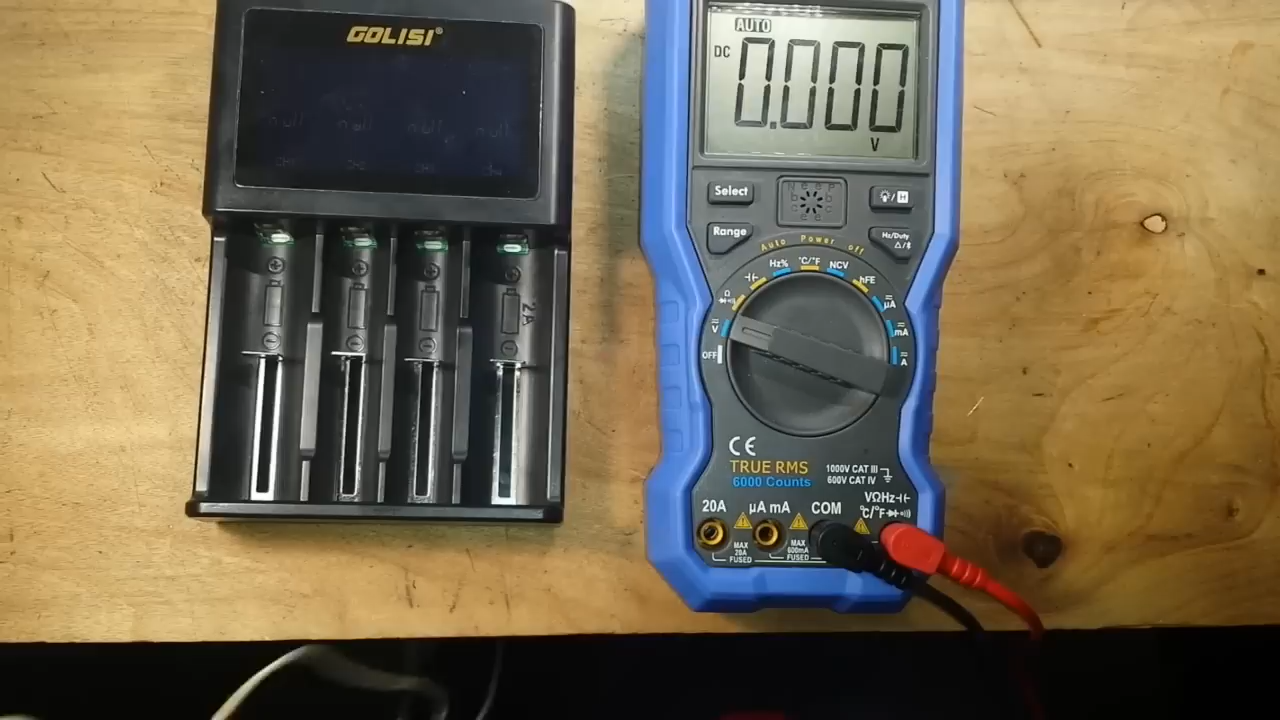 GOLISI®
2A
AUTO
DC
0.000
V
Select
Range
Hz/Duty
Auto Power off
Hz%
°C/°F
NCV
hFE
Ω
µA
mA
A
V
OFF
CE
TRUE RMS
6000 Counts
1000V CAT III
600V CAT IV
20A
µA mA
COM
VΩHz
°C/°F
MAX
20A
FUSED
MAX
600mA
FUSED